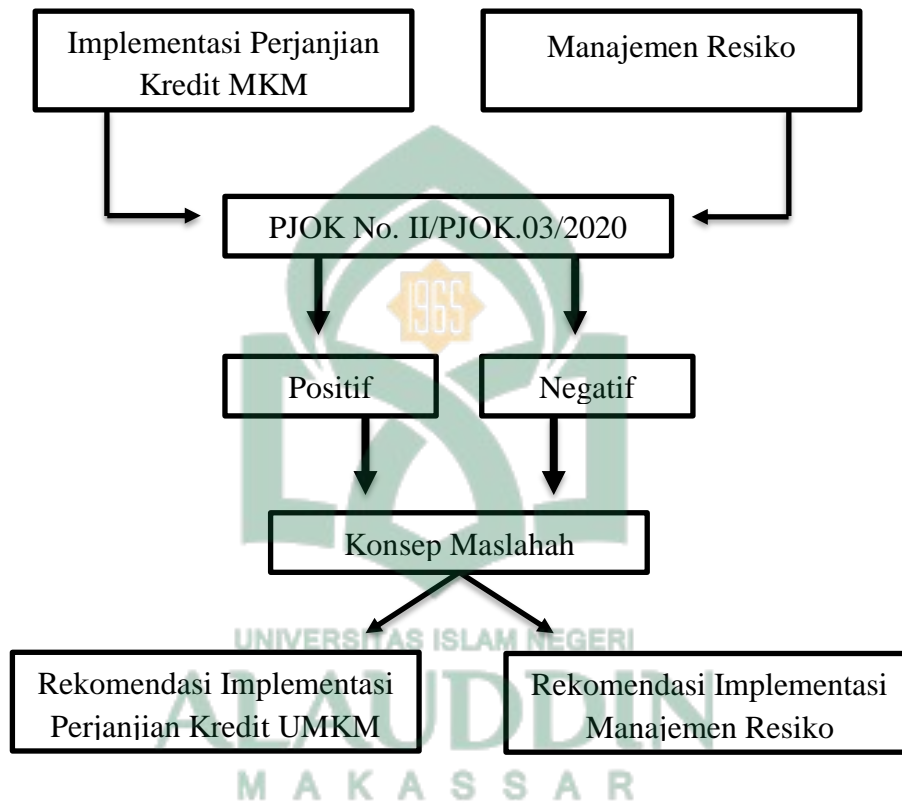 Implementasi Perjanjian
Kredit MKM
Manajemen Resiko
PJOK No. II/PJOK.03/2020
1965
Positif
Negatif
Konsep Maslahah
UNIVERSITAS ISLAM NEGERI
Rekomendasi Implementasi
Perjanjian Kredit UMKM
Rekomendasi Implementasi
Manajemen Resiko
ALAUDDIN
MAKASSAR